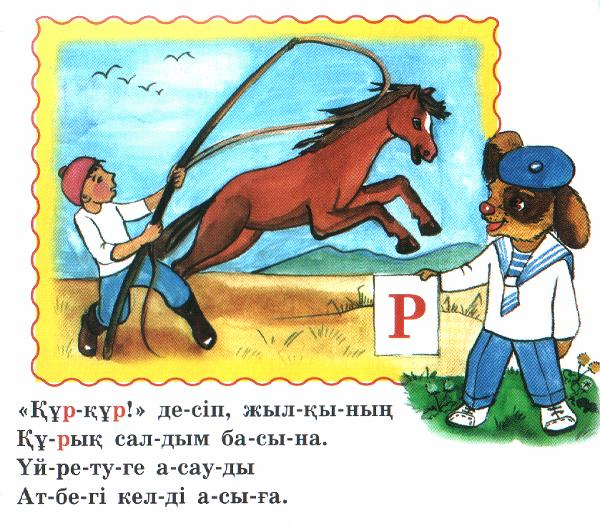 Р
«Құр-құр!» де-сіп, жыл-қы-ның
Құ-рық сал-дым ба-сы-на.
Үй-ре-ту-ге а-сау-ды
Ат-бе-гі кел-ді а-сы-ға.